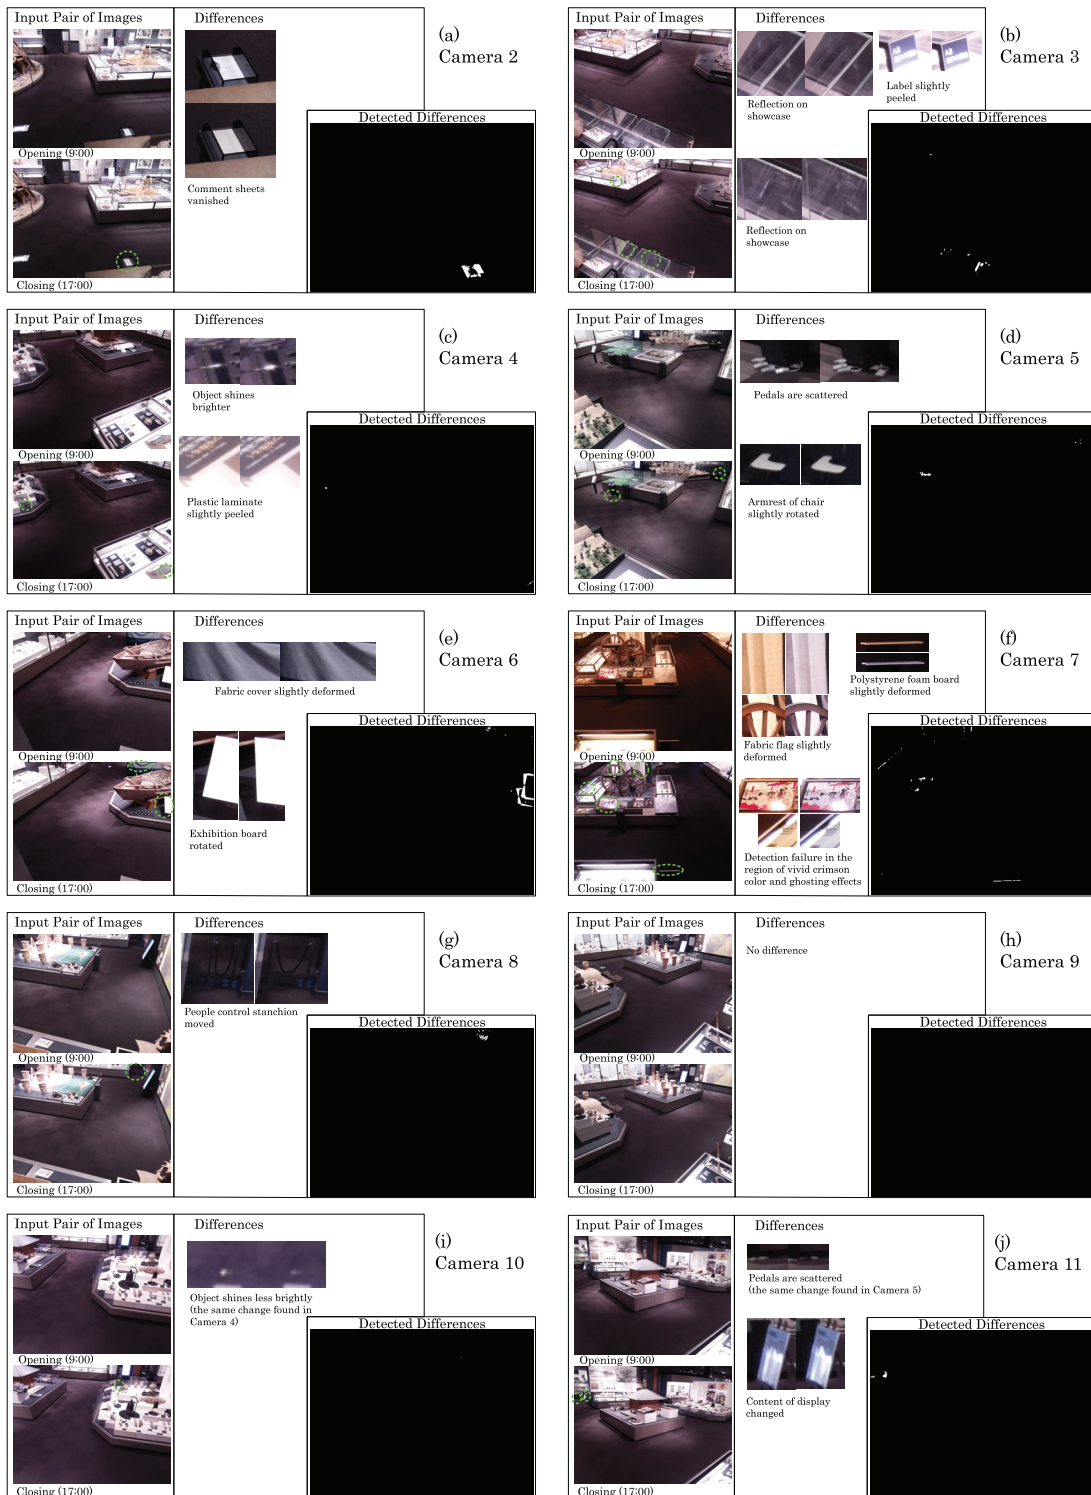 Input Pair of Images
Differences
(a)
Camera 2
Opening (9:00)
Closing (17:00)
Comment sheets
vanished
Detected Differences
Input Pair of Images
Differences
(b)
Camera 3
Opening (9:00)
Closing (17:00)
Reflection on
showcase
Label slightly
peeled
Reflection on
showcase
Detected Differences
Input Pair of Images
Differences
(c)
Camera 4
Opening (9:00)
Closing (17:00)
Object shines
brighter
Plastic laminate
slightly peeled
Detected Differences
Input Pair of Images
Differences
(d)
Camera 5
Opening (9:00)
Closing (17:00)
Pedals are scattered
Armrest of chair
slightly rotated
Detected Differences
Input Pair of Images
Differences
(e)
Camera 6
Opening (9:00)
Closing (17:00)
Fabric cover slightly deformed
Exhibition board
rotated
Detected Differences
Input Pair of Images
Differences
(f)
Camera 7
Opening (9:00)
Closing (17:00)
Polystyrene foam board
slightly deformed
Fabric flag slightly
deformed
Detection failure in the
region of vivid crimson
color and ghosting effects
Detected Differences
Input Pair of Images
Differences
(g)
Camera 8
Opening (9:00)
Closing (17:00)
People control stanchion
moved
Detected Differences
Input Pair of Images
Differences
(h)
Camera 9
Opening (9:00)
Closing (17:00)
No difference
Detected Differences
Input Pair of Images
Differences
(i)
Camera 10
Opening (9:00)
Closing (17:00)
Object shines less brightly
(the same change found in
Camera 4)
Detected Differences
Input Pair of Images
Differences
(j)
Camera 11
Opening (9:00)
Closing (17:00)
Pedals are scattered
(the same change found in Camera 5)
Content of display
changed
Detected Differences